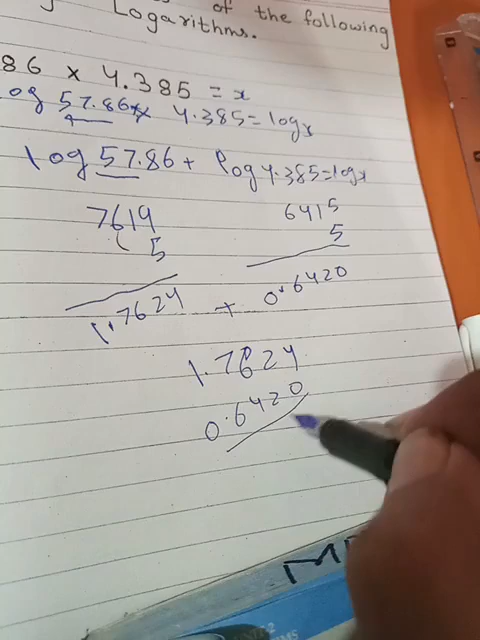 of the following
Logarithms.
86 × 4.385 = x
log 57.86 × 4.385 = log x
log 57.86 + log 4.385 = log x
7619 6415
5 5
1.7624 + 0.6420
1.7624
0.6420